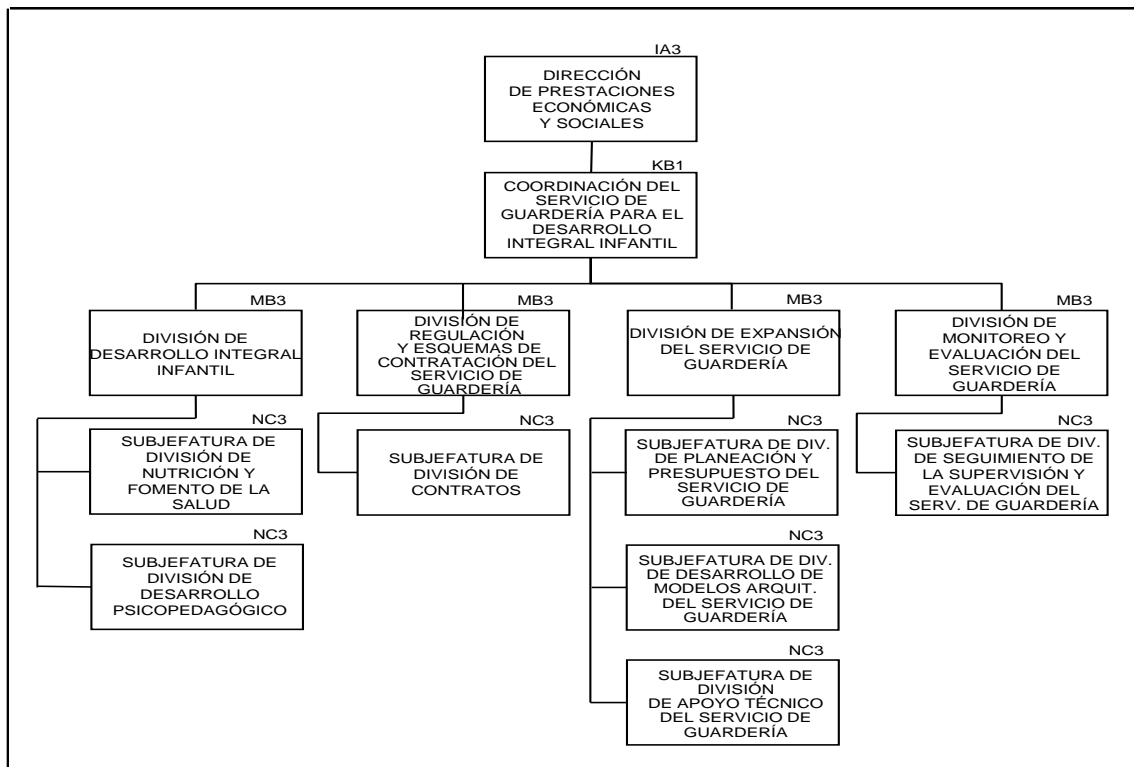 IA3
DIRECCIÓN
DE PRESTACIONES
ECONÓMICAS
Y SOCIALES
KB1
COORDINACIÓN DEL
SERVICIO DE
GUARDERÍA PARA EL
DESARROLLO
INTEGRAL INFANTIL
MB3
DIVISIÓN DE
DESARROLLO INTEGRAL
INFANTIL
MB3
DIVISIÓN DE
REGULACIÓN
Y ESQUEMAS DE
CONTRATACIÓN DEL
SERVICIO DE
GUARDERÍA
MB3
DIVISIÓN DE EXPANSIÓN
DEL SERVICIO DE
GUARDERÍA
MB3
DIVISIÓN DE
MONITOREO Y
EVALUACIÓN DEL
SERVICIO DE
GUARDERÍA
NC3
SUBJEFATURA DE
DIVISIÓN DE
NUTRICIÓN Y
FOMENTO DE LA
SALUD
NC3
SUBJEFATURA DE
DIVISIÓN DE
CONTRATOS
NC3
SUBJEFATURA DE DIV.
DE PLANEACIÓN Y
PRESUPUESTO DEL
SERVICIO DE
GUARDERÍA
NC3
SUBJEFATURA DE DIV.
DE SEGUIMIENTO DE
LA SUPERVISIÓN Y
EVALUACIÓN DEL
SERV. DE GUARDERÍA
NC3
SUBJEFATURA DE
DIVISIÓN DE
DESARROLLO
PSICOPEDAGÓGICO
NC3
SUBJEFATURA DE DIV.
DE DESARROLLO DE
MODELOS ARQUIT.
DEL SERVICIO DE
GUARDERÍA
NC3
SUBJEFATURA DE
DIVISIÓN
DE APOYO TÉCNICO
DEL SERVICIO DE
GUARDERÍA